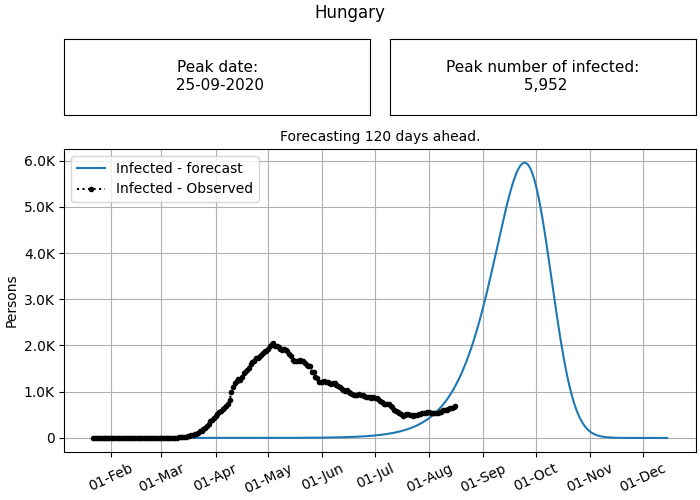 Hungary
Peak date:
25-09-2020
Peak number of infected:
5,952
Forecasting 120 days ahead.
Infected - forecast
Infected - Observed
Persons
6.0K
5.0K
4.0K
3.0K
2.0K
1.0K
0
01-Feb
01-Mar
01-Apr
01-May
01-Jun
01-Jul
01-Aug
01-Sep
01-Oct
01-Nov
01-Dec